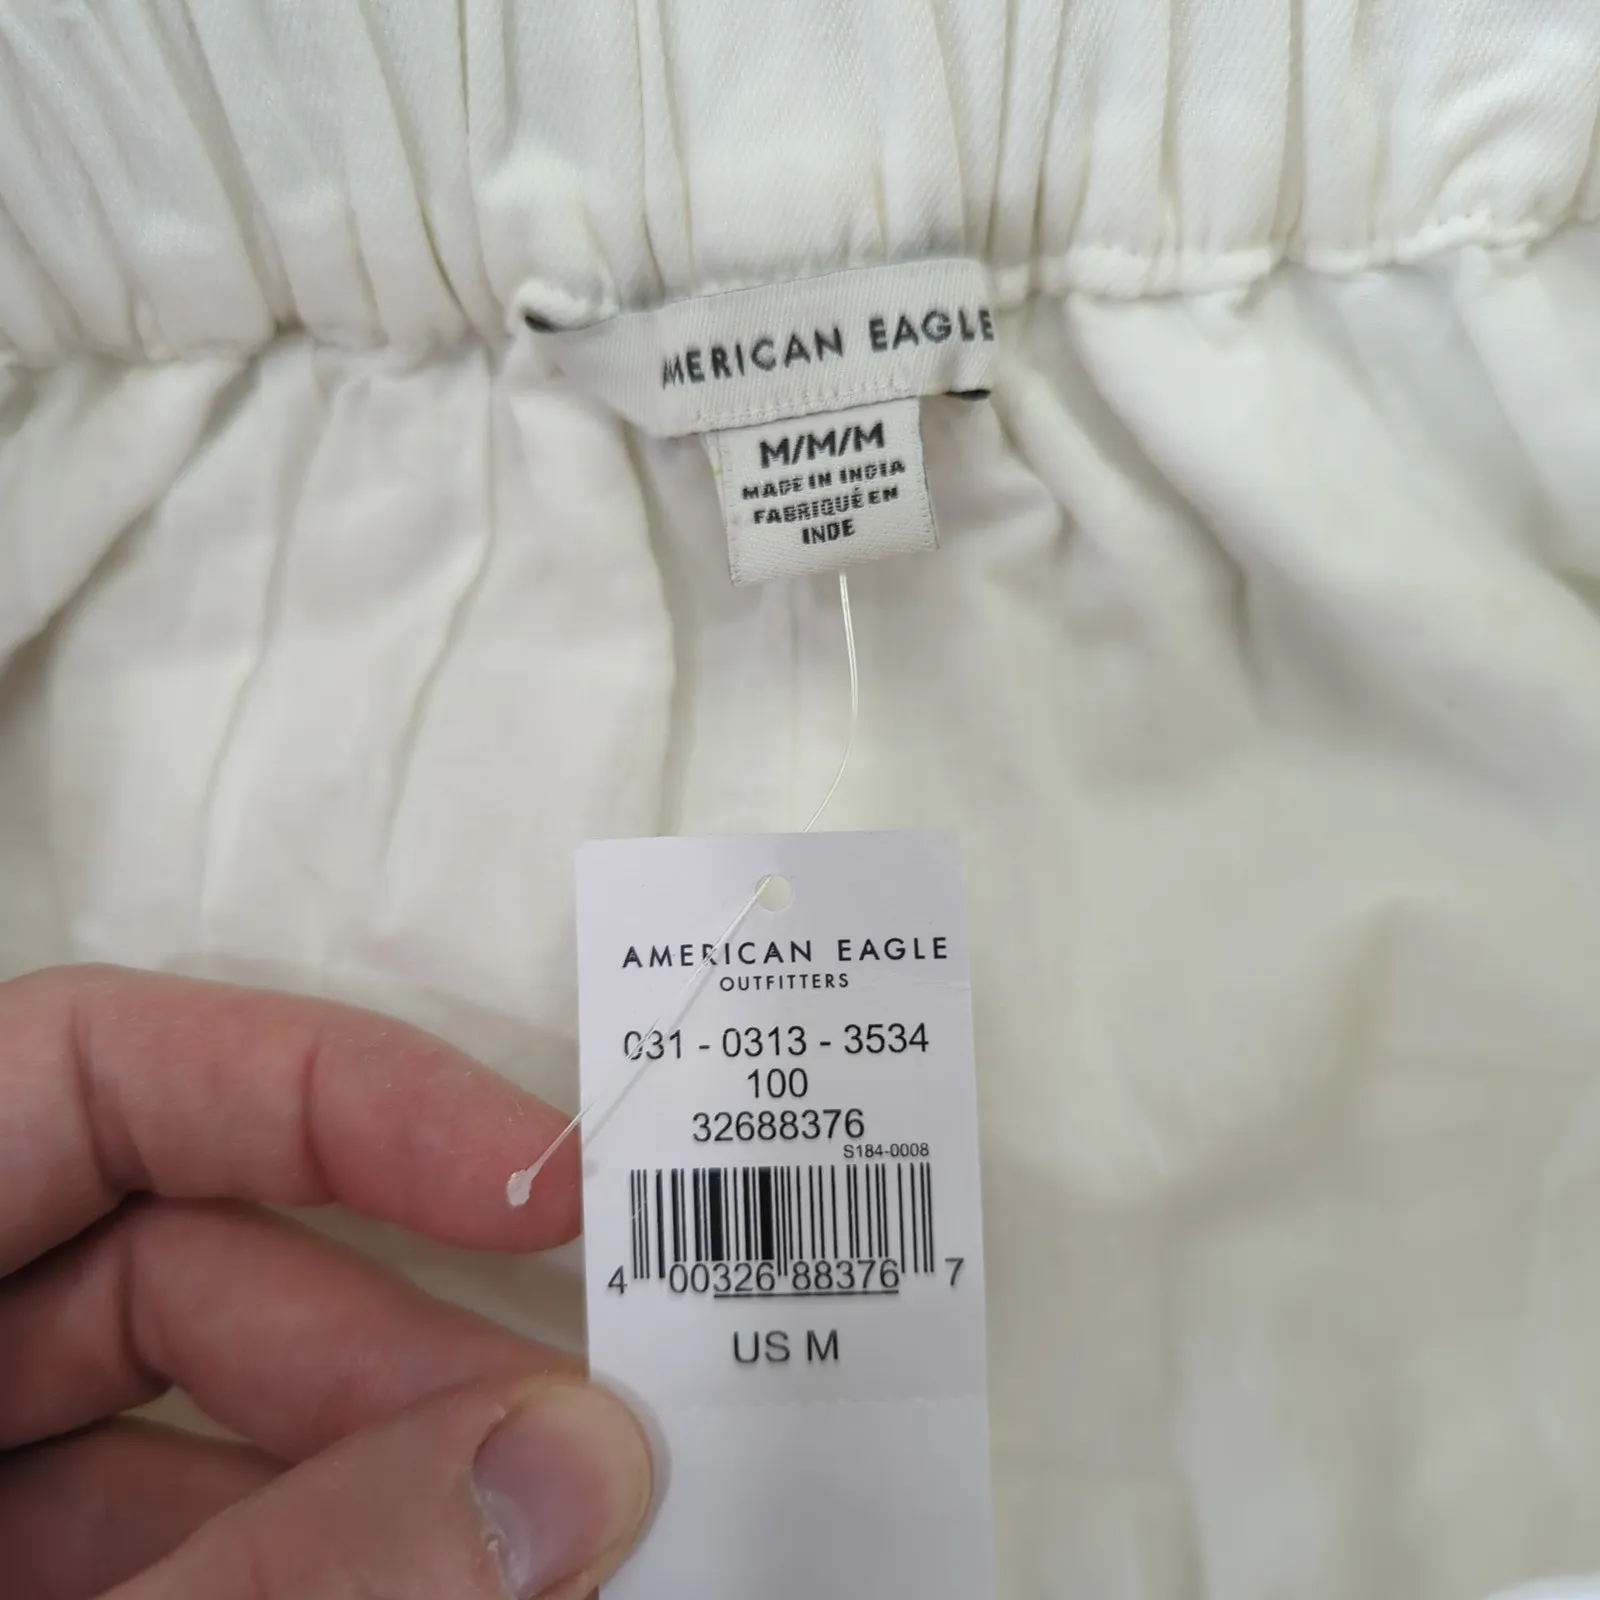 AMERICAN EAGLE
M/M/M
MADE IN INDIA
FABRIQUÉ EN
INDE
AMERICAN EAGLE
OUTFITTERS
031 - 0313 - 3534
100
32688376
S184-0008
4 00326 88376 7
US M